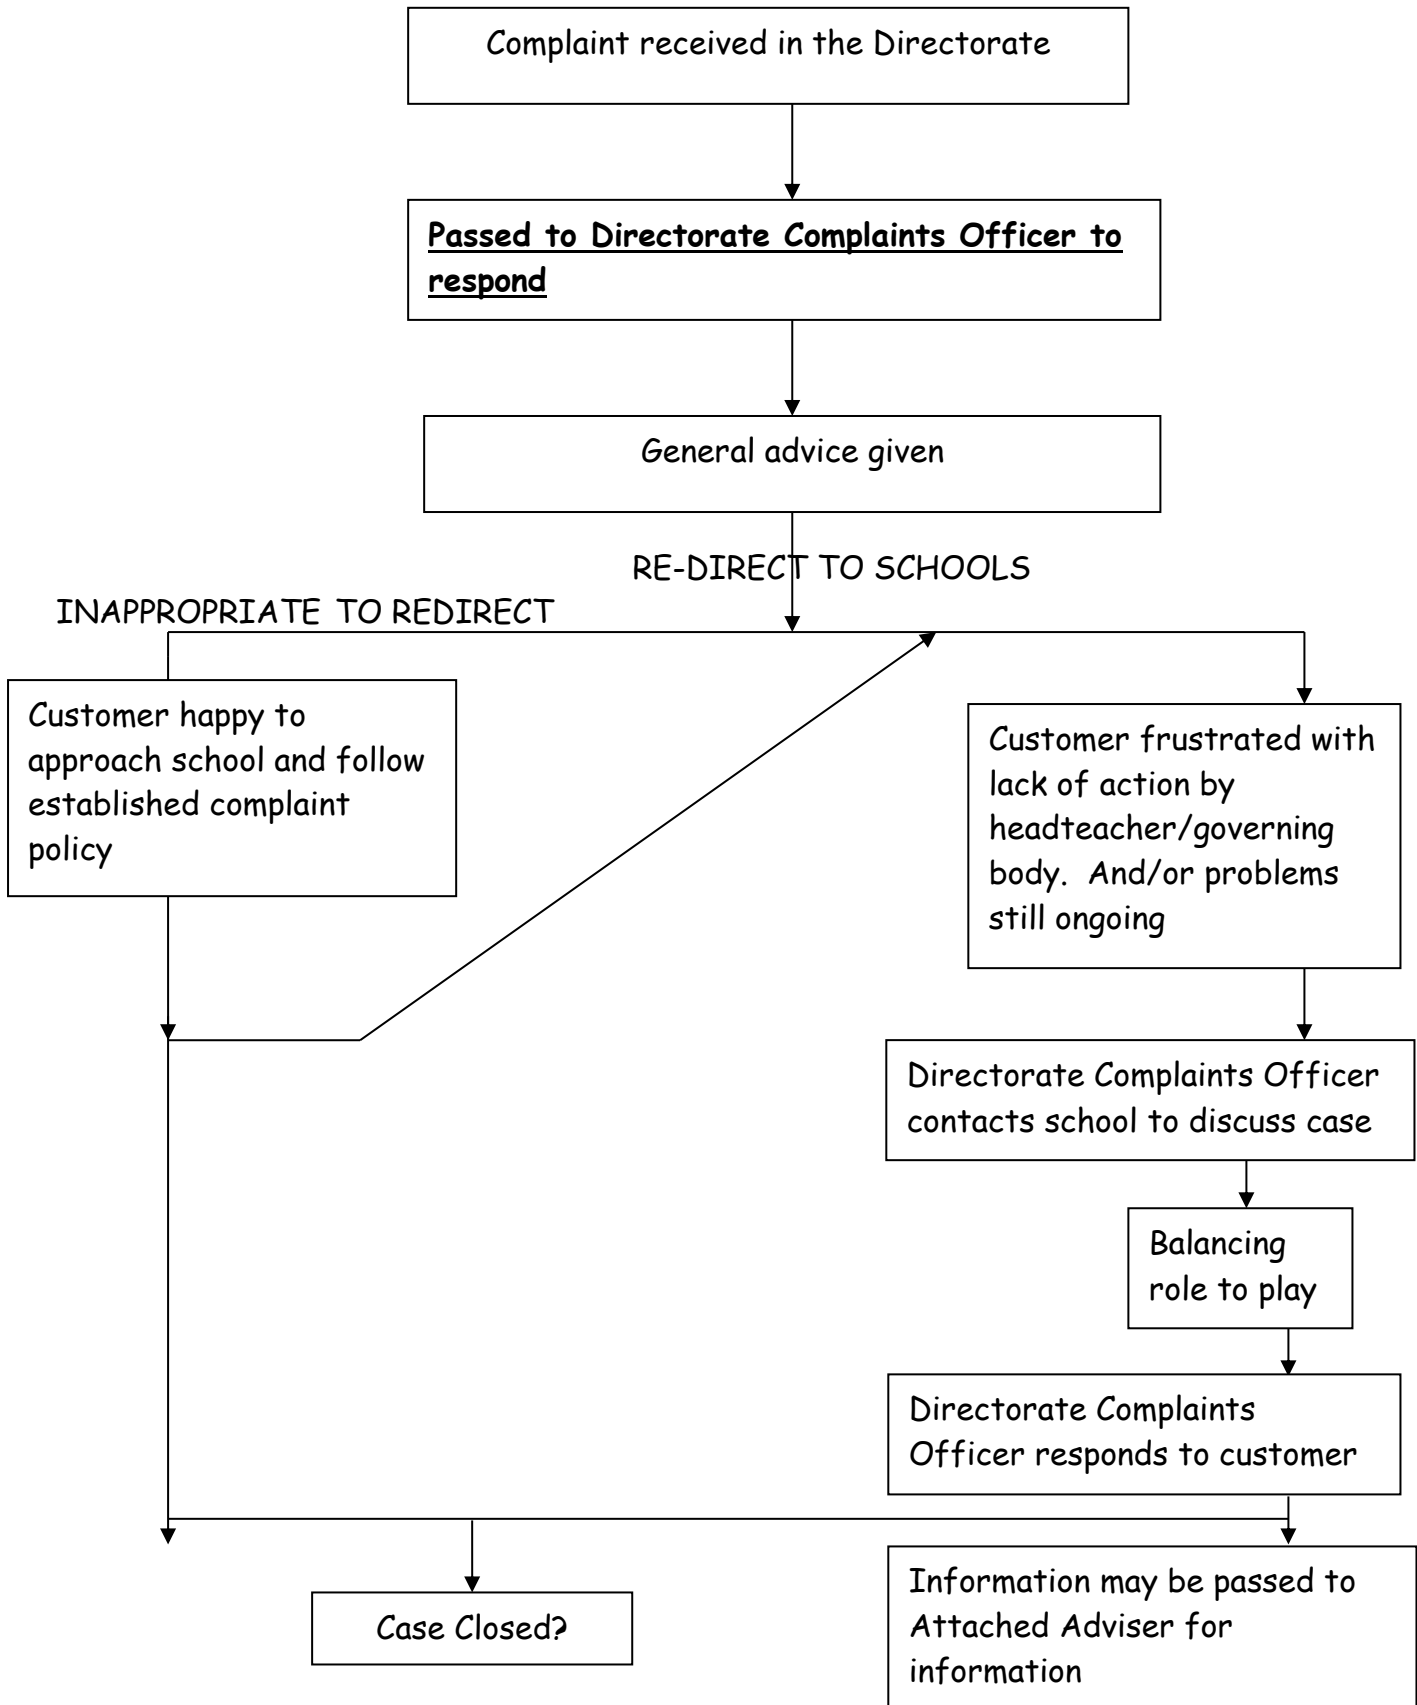 Complaint received in the Directorate
Passed to Directorate Complaints Officer to
respond
General advice given
RE-DIRECT TO SCHOOLS
INAPPROPRIATE TO REDIRECT
Customer happy to
approach school and follow
established complaint
policy
Customer frustrated with
lack of action by
headteacher/governing
body. And/or problems
still ongoing
Directorate Complaints Officer
contacts school to discuss case
Balancing
role to play
Directorate Complaints
Officer responds to customer
Case Closed?
Information may be passed to
Attached Adviser for
information